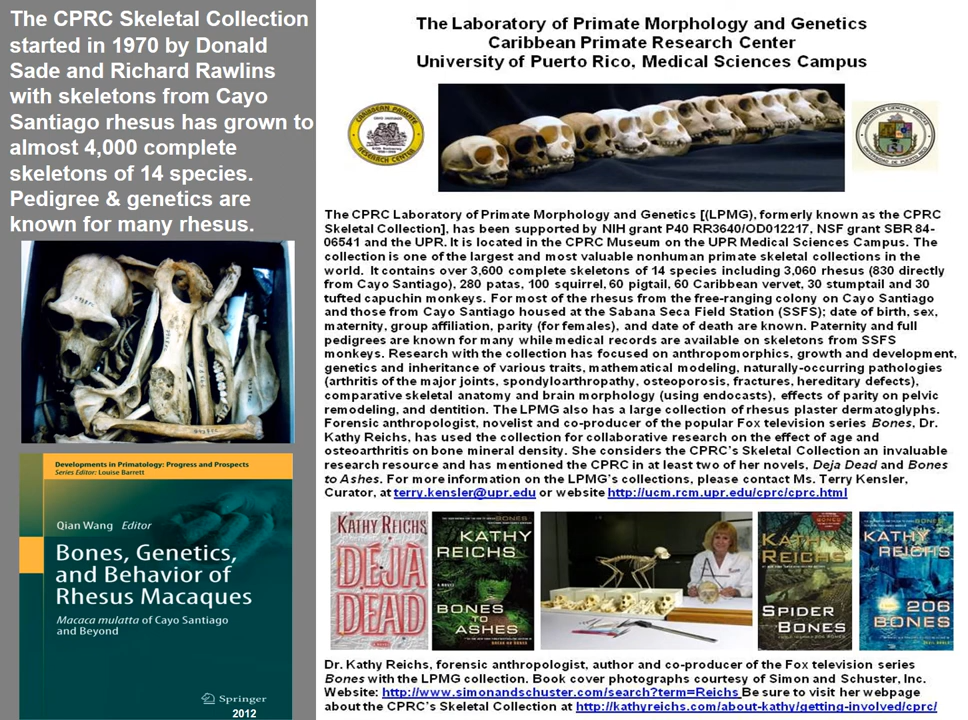 The CPRC Skeletal Collection
started in 1970 by Donald
Sade and Richard Rawlins
with skeletons from Cayo
Santiago rhesus has grown to
almost 4,000 complete
skeletons of 14 species.
Pedigree & genetics are
known for many rhesus.
Developments in Primatology: Progress and Prospects
Series Editor: Louise Barrett
Qian Wang Editor
Bones, Genetics,
and Behavior of
Rhesus Macaques
Macaca mulatta of Cayo Santiago
and Beyond
Springer
2012
The Laboratory of Primate Morphology and Genetics
Caribbean Primate Research Center
University of Puerto Rico, Medical Sciences Campus
CARIBBEAN PRIMATE
RESEARCH CENTER
The CPRC Laboratory of Primate Morphology and Genetics [(LPMG), formerly known as the CPRC
Skeletal Collection], has been supported by NIH grant P40 RR3640/OD012217, NSF grant SBR 84-
06541 and the UPR. It is located in the CPRC Museum on the UPR Medical Sciences Campus. The
collection is one of the largest and most valuable nonhuman primate skeletal collections in the
world. It contains over 3,600 complete skeletons of 14 species including 3,060 rhesus (830 directly
from Cayo Santiago), 280 patas, 100 squirrel, 60 pigtail, 60 Caribbean vervet, 30 stumptail and 30
tufted capuchin monkeys. For most of the rhesus from the free-ranging colony on Cayo Santiago
and those from Cayo Santiago housed at the Sabana Seca Field Station (SSFS); date of birth, sex,
maternity, group affiliation, parity (for females), and date of death are known. Paternity and full
pedigrees are known for many while medical records are available on skeletons from SSFS
monkeys. Research with the collection has focused on anthropomorphics, growth and development,
genetics and inheritance of various traits, mathematical modeling, naturally-occurring pathologies
(arthritis of the major joints, spondyloarthropathy, osteoporosis, fractures, hereditary defects),
comparative skeletal anatomy and brain morphology (using endocasts), effects of parity on pelvic
remodeling, and dentition. The LPMG also has a large collection of rhesus plaster dermatoglyphs.
Forensic anthropologist, novelist and co-producer of the popular Fox television series Bones, Dr.
Kathy Reichs, has used the collection for collaborative research on the effect of age and
osteoarthritis on bone mineral density. She considers the CPRC's Skeletal Collection an invaluable
research resource and has mentioned the CPRC in at least two of her novels, Deja Dead and Bones
to Ashes. For more information on the LPMG's collections, please contact Ms. Terry Kensler,
Curator, at terry.kensler@upr.edu or website http://ucm.rcm.upr.edu/cprc/cprc.html
KATHY REICHS
DÉJÀ
DEAD
KATHY
REICHS
BONES
TO
ASHES
KATHY
REICHS
SPIDER
BONES
KATHY
REICHS
206
BONES
Dr. Kathy Reichs, forensic anthropologist, author and co-producer of the Fox television series
Bones with the LPMG collection. Book cover photographs courtesy of Simon and Schuster, Inc.
Website: http://www.simonandschuster.com/search?term=Reichs Be sure to visit her webpage
about the CPRC's Skeletal Collection at http://kathyreichs.com/about-kathy/getting-involved/cprc/